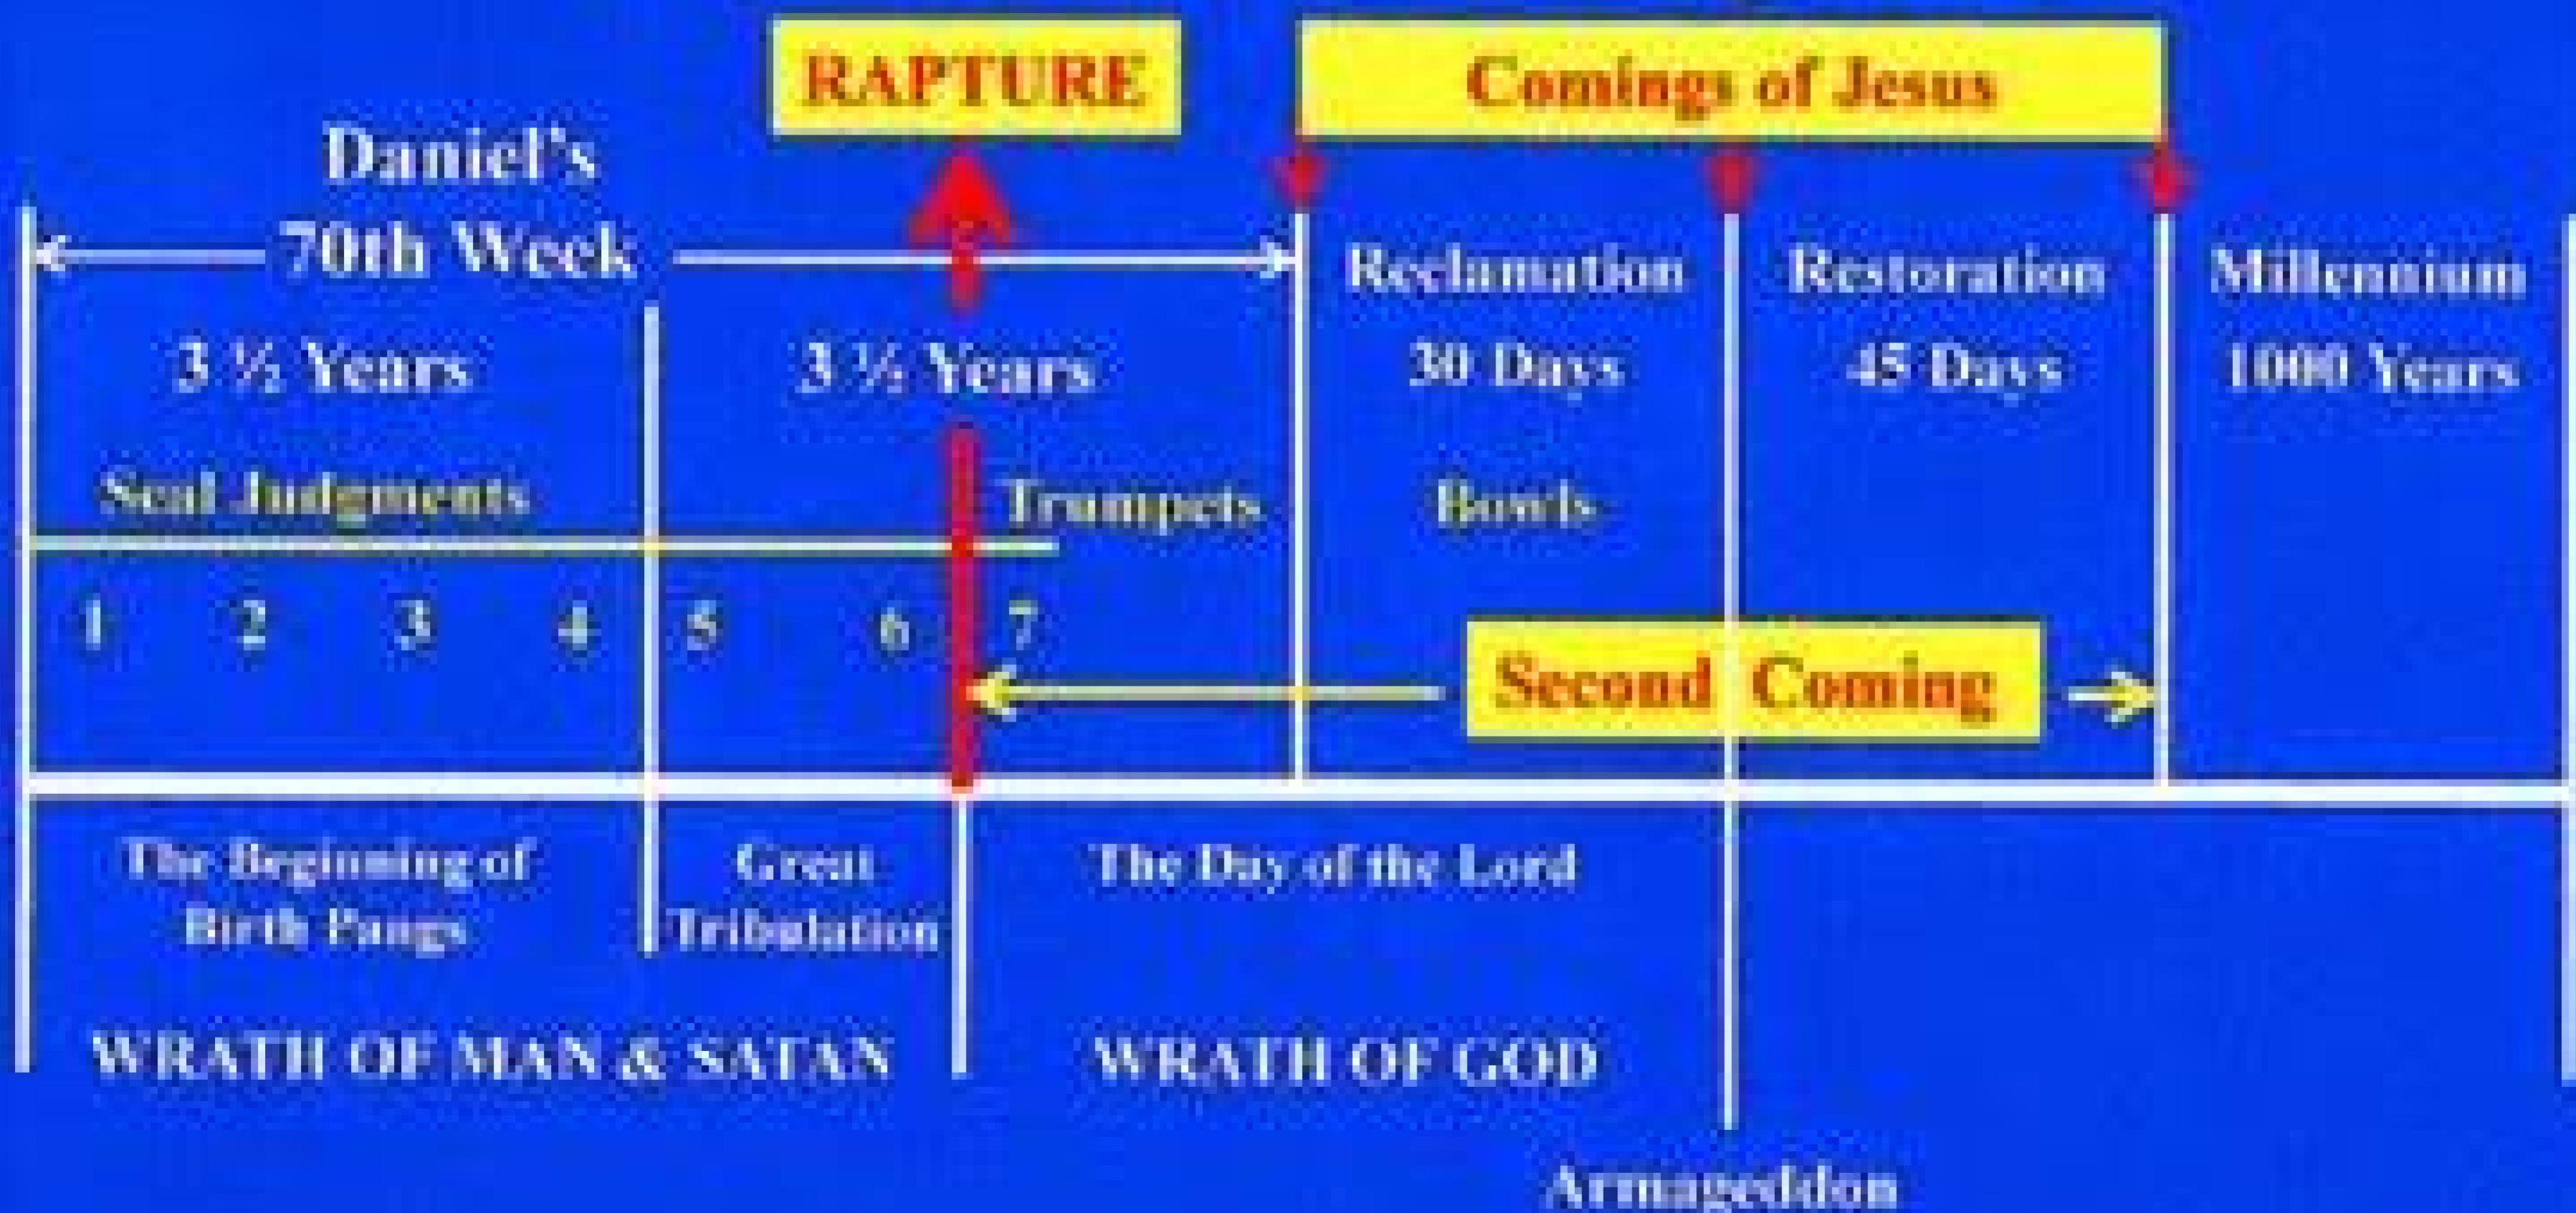 RAPTURE
Comings of Jesus
Daniel's
70th Week
Reclamation
Restoration
Millennium
3 ½ Years
3 ½ Years
30 Days
45 Days
1000 Years
Seal Judgments
Trumpets
Bowls
1 2 3 4 5 6 7
Second Coming
The Beginning of
Birth Pangs
Great
Tribulation
The Day of the Lord
WRATH OF MAN & SATAN
WRATH OF GOD
Armageddon